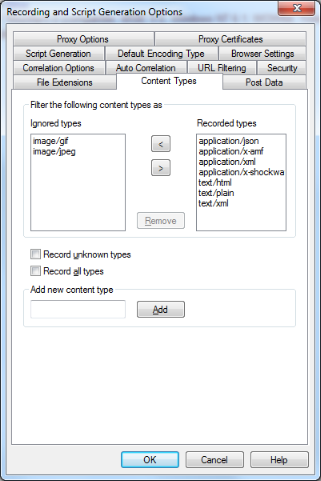 Recording and Script Generation Options
Proxy Options
Proxy Certificates
Script Generation
Default Encoding Type
Browser Settings
Correlation Options
Auto Correlation
URL Filtering
Security
File Extensions
Content Types
Post Data
Filter the following content types as
Ignored types
Recorded types
image/gif
image/jpeg
<
>
application/json
application/x-amf
application/xml
application/x-shockwa
text/html
text/plain
text/xml
Remove
Record unknown types
Record all types
Add new content type
Add
OK
Cancel
Help